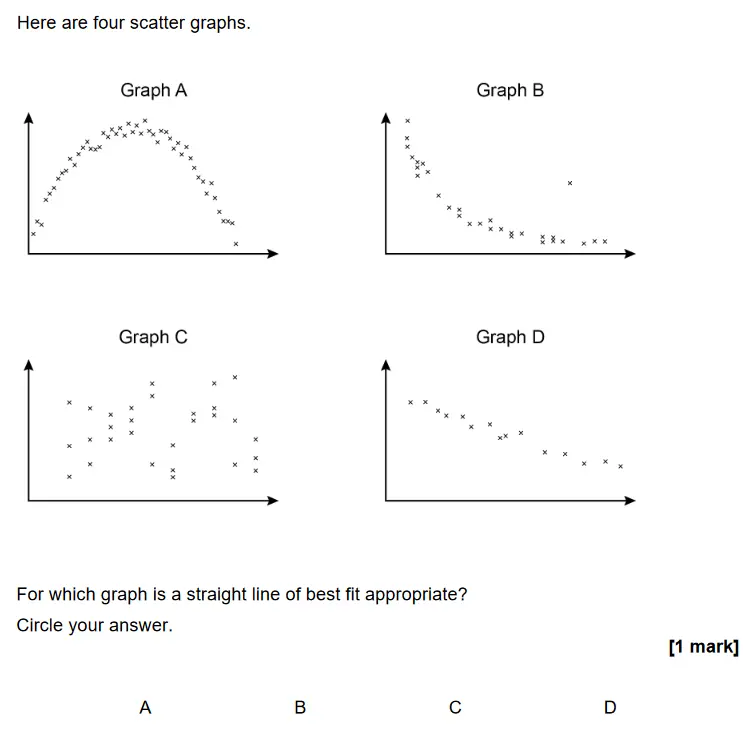 Here are four scatter graphs.
Graph A
Graph B
Graph C
Graph D
For which graph is a straight line of best fit appropriate?
Circle your answer.
[1 mark]
A B C D